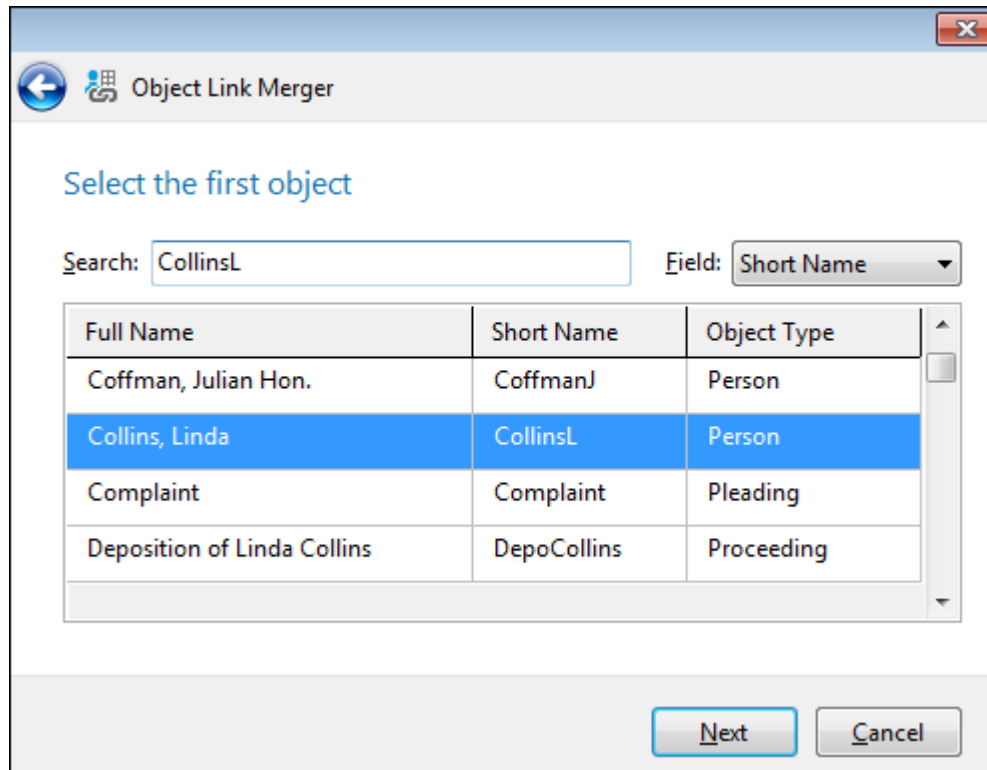 Object Link Merger
Select the first object
Search: CollinsL Field: Short Name
Full Name Short Name Object Type
Coffman, Julian Hon. CoffmanJ Person
Collins, Linda CollinsL Person
Complaint Complaint Pleading
Deposition of Linda Collins DepoCollins Proceeding
Next Cancel